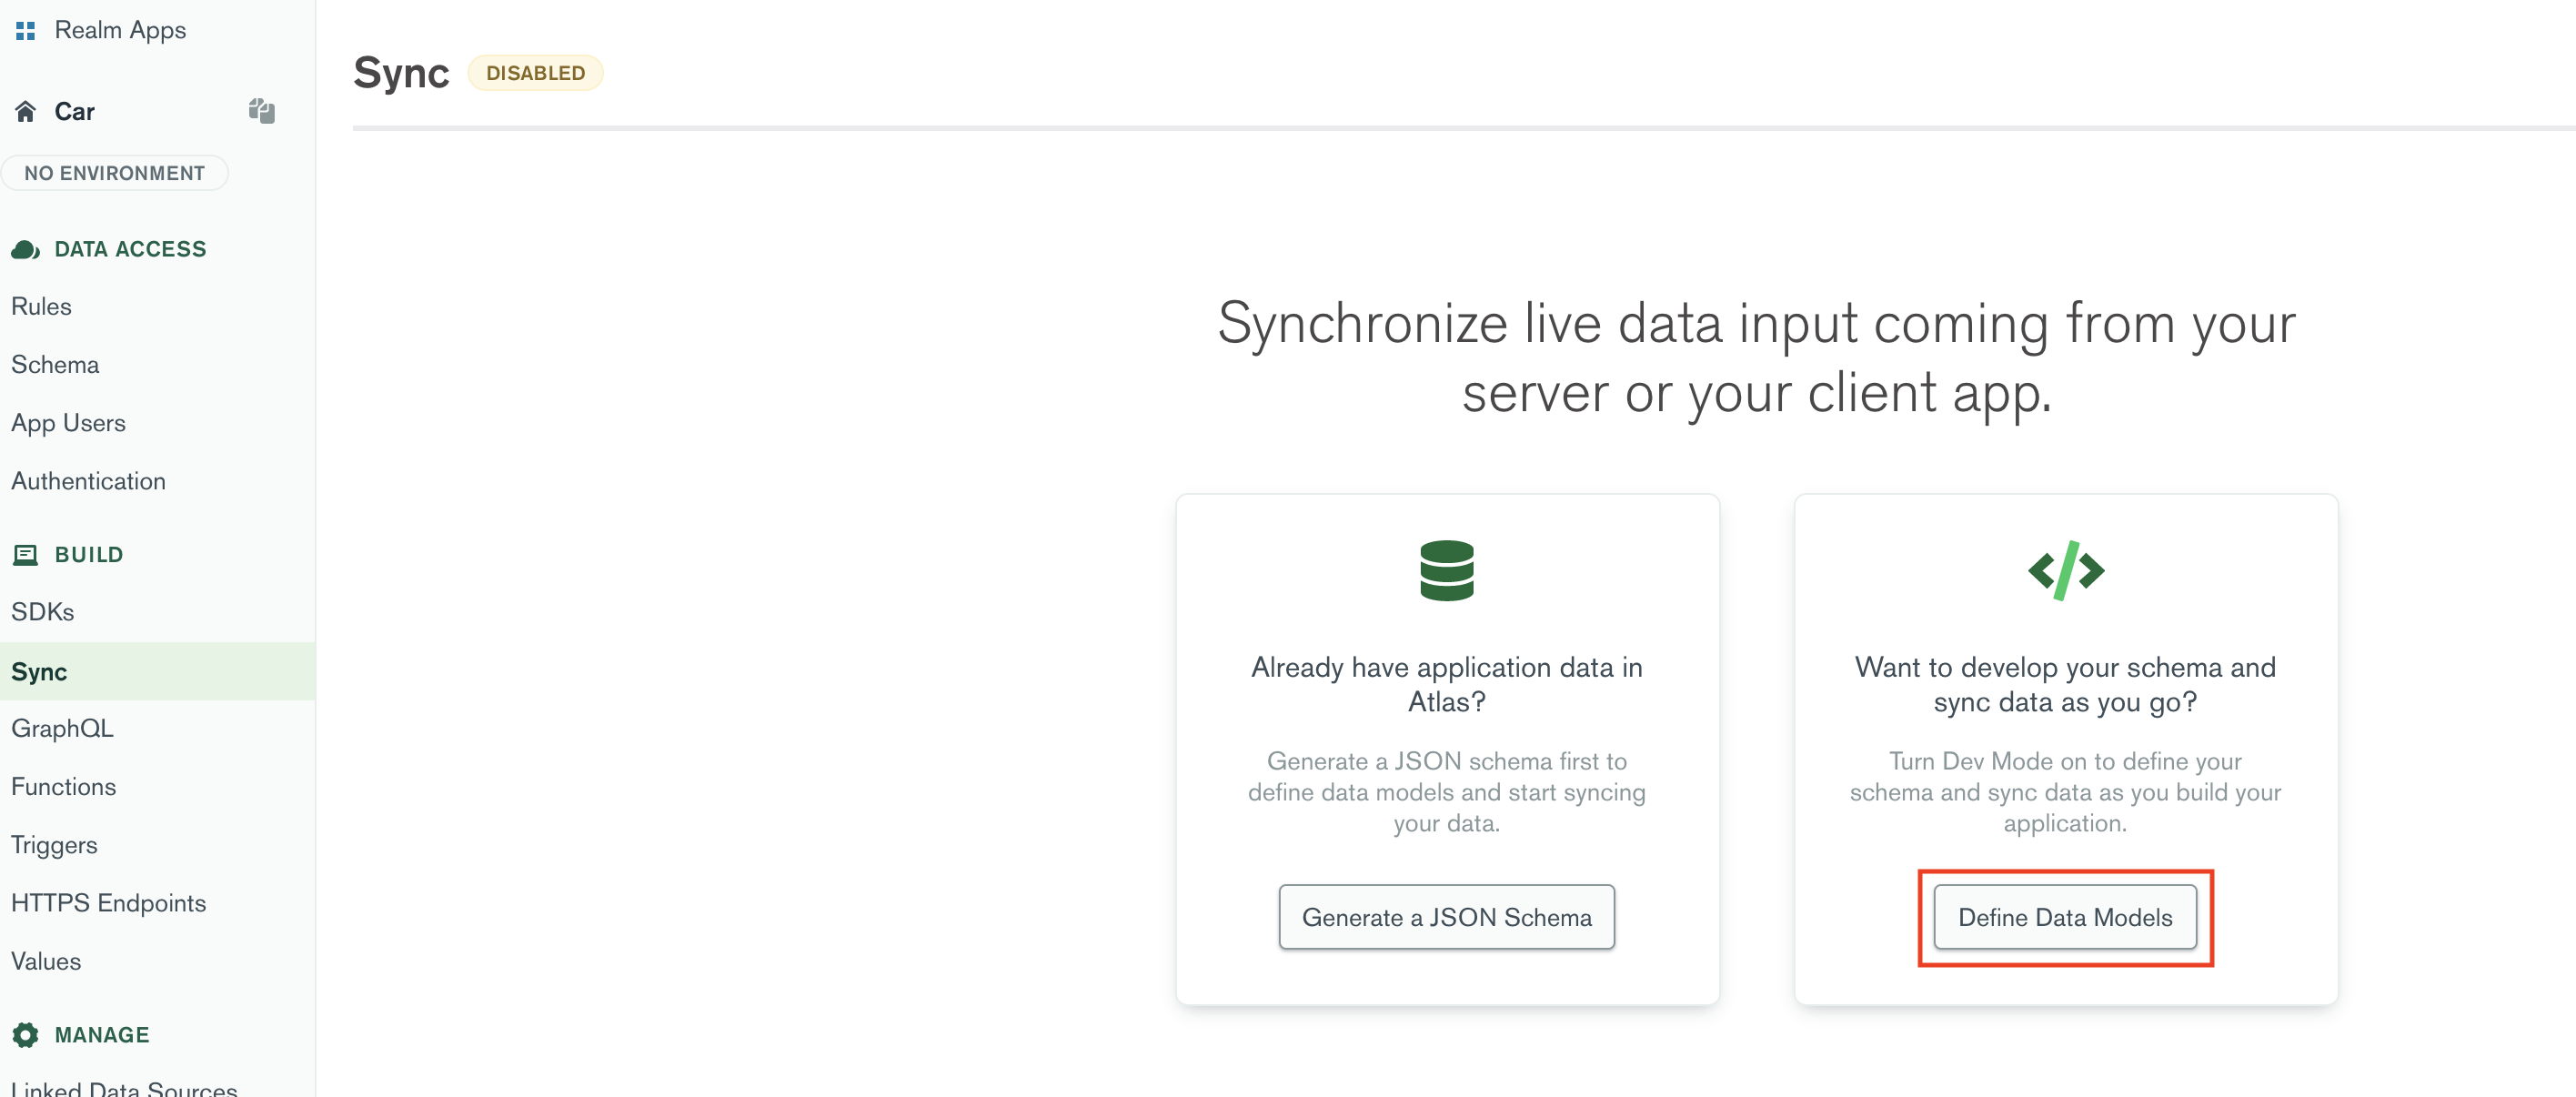 Realm Apps
Car
NO ENVIRONMENT
DATA ACCESS
Rules
Schema
App Users
Authentication
BUILD
SDKs
Sync
GraphQL
Functions
Triggers
HTTPS Endpoints
Values
MANAGE
Linked Data Sources
Sync
DISABLED
Synchronize live data input coming from your
server or your client app.
Already have application data in
Atlas?
Generate a JSON schema first to
define data models and start syncing
your data.
Generate a JSON Schema
Want to develop your schema and
sync data as you go?
Turn Dev Mode on to define your
schema and sync data as you build your
application.
Define Data Models